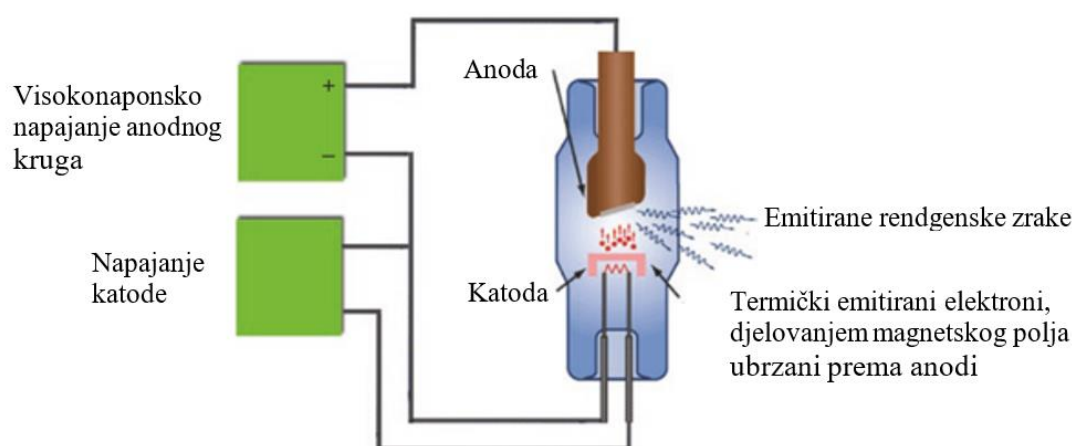 Visokonaponsko
napajanje anodnog
kruga
+
−
Napajanje
katode
Anoda
Katoda
Emitirane rendgenske zrake
Termički emitirani elektroni,
djelovanjem magnetskog polja
ubrzani prema anodi